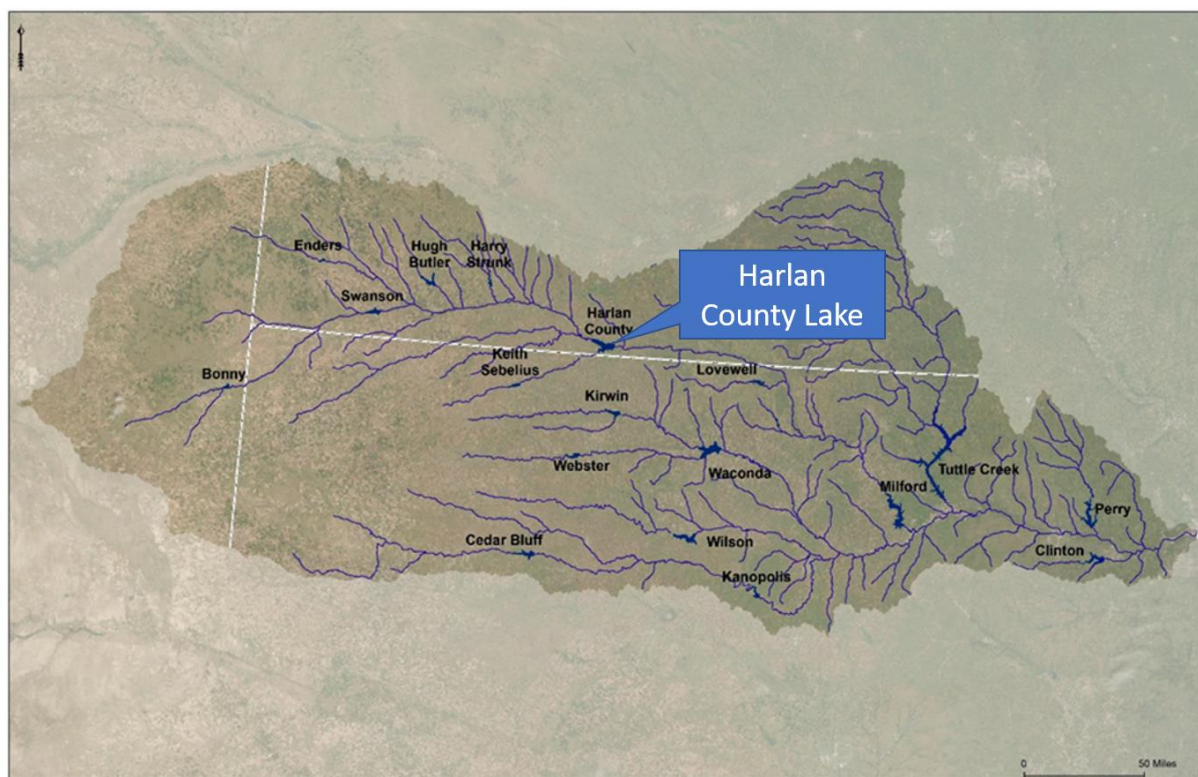 Enders
Hugh
Butler
Harry
Strunk
Harlan
County Lake
Swanson
Harlan
County
Bonny
Keith
Sebelius
Lovewell
Kirwin
Webster
Waconda
Tuttle Creek
Milford
Perry
Cedar Bluff
Wilson
Clinton
Kanopolis
0
50 Miles